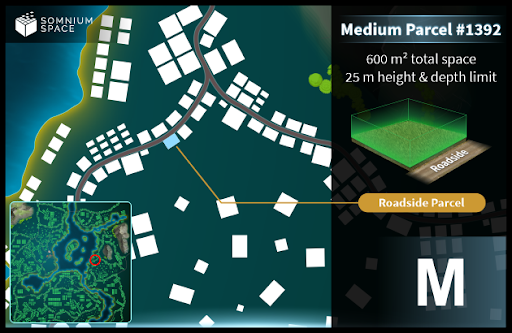 SOMNIUM
SPACE
Medium Parcel #1392
600 m² total space
25 m height & depth limit
Roadside
Roadside Parcel
M